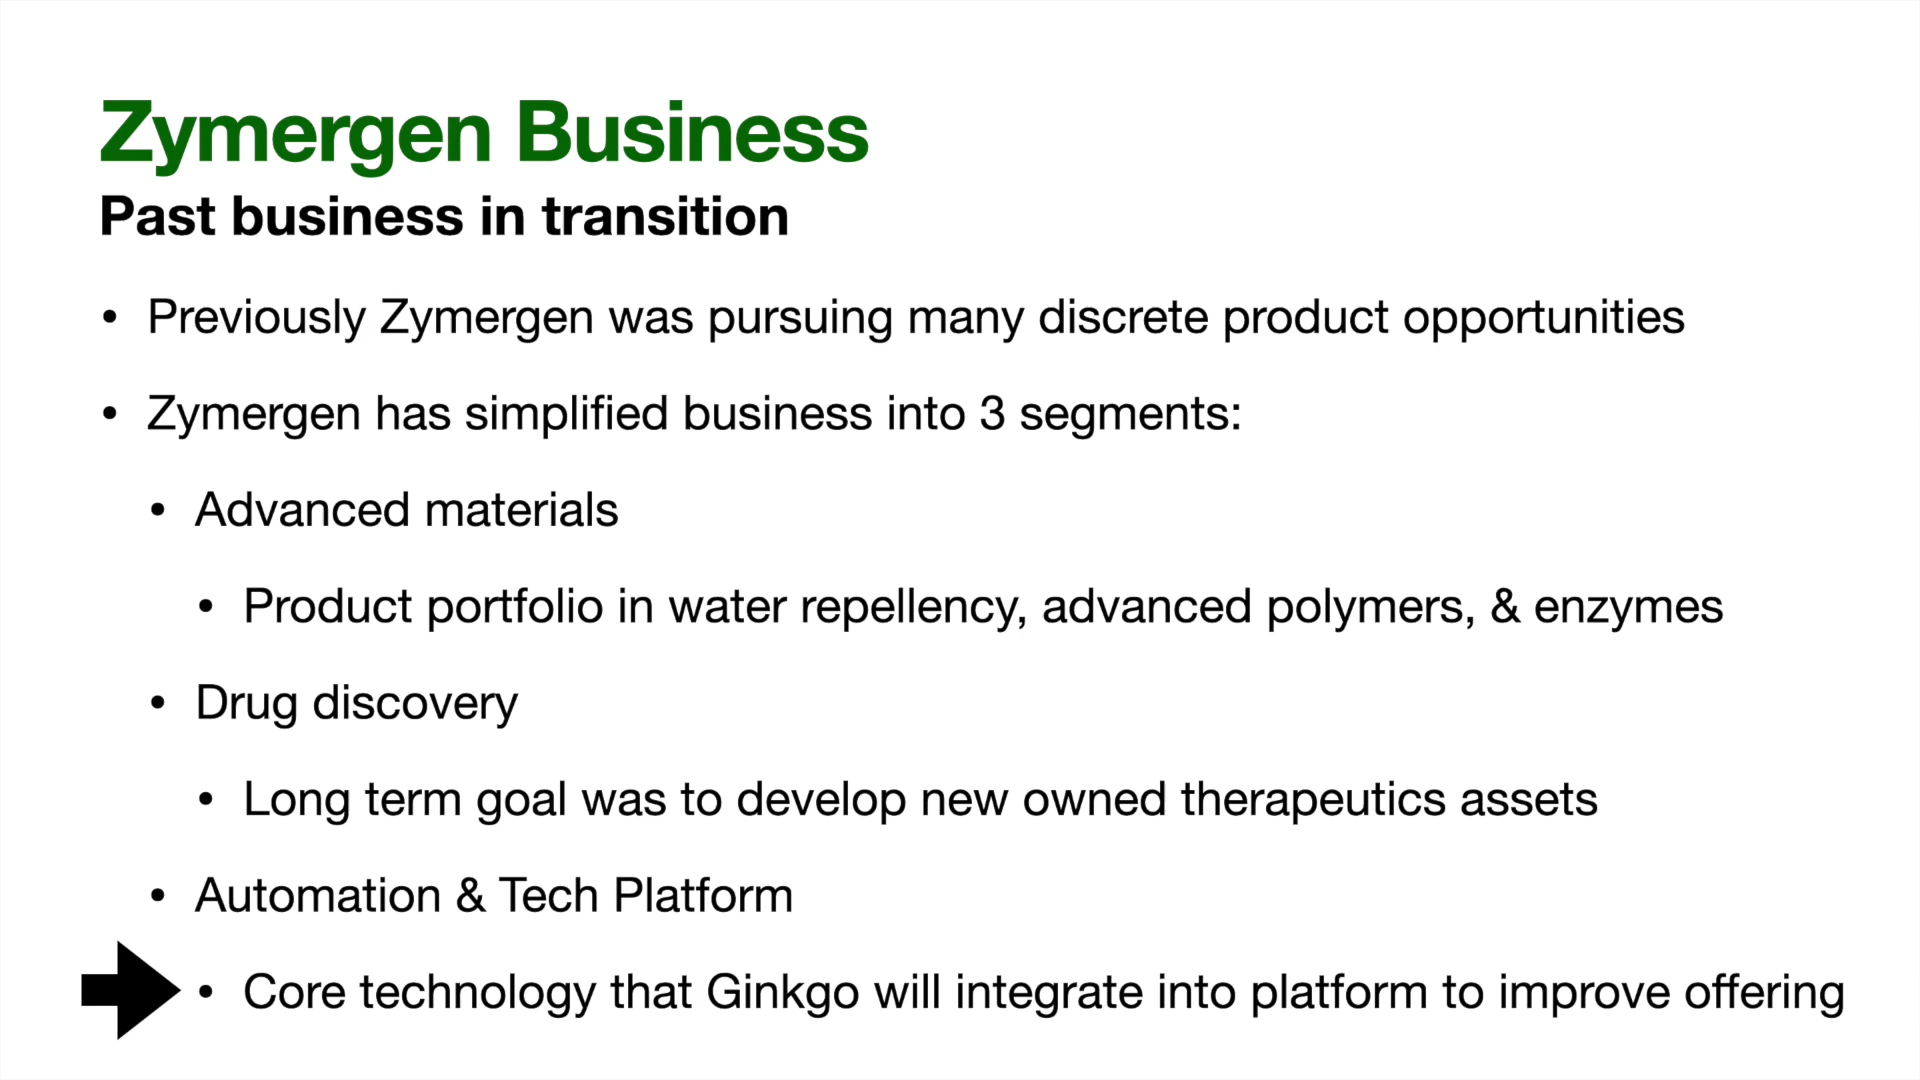 Zymergen Business
Past business in transition
• Previously Zymergen was pursuing many discrete product opportunities
• Zymergen has simplified business into 3 segments:
• Advanced materials
• Product portfolio in water repellency, advanced polymers, & enzymes
• Drug discovery
• Long term goal was to develop new owned therapeutics assets
• Automation & Tech Platform
• Core technology that Ginkgo will integrate into platform to improve offering